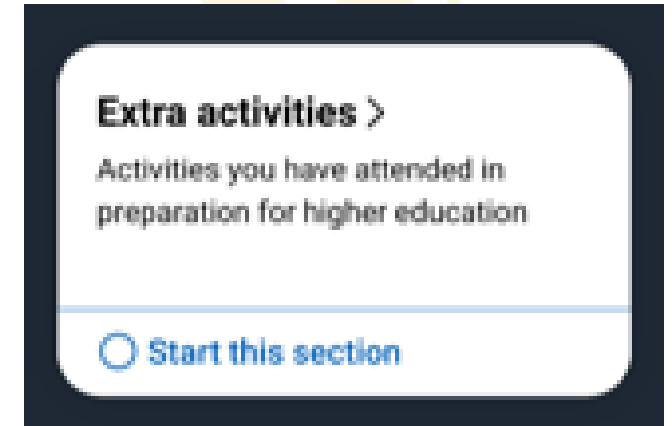 Extra activities >
Activities you have attended in
preparation for higher education
Start this section